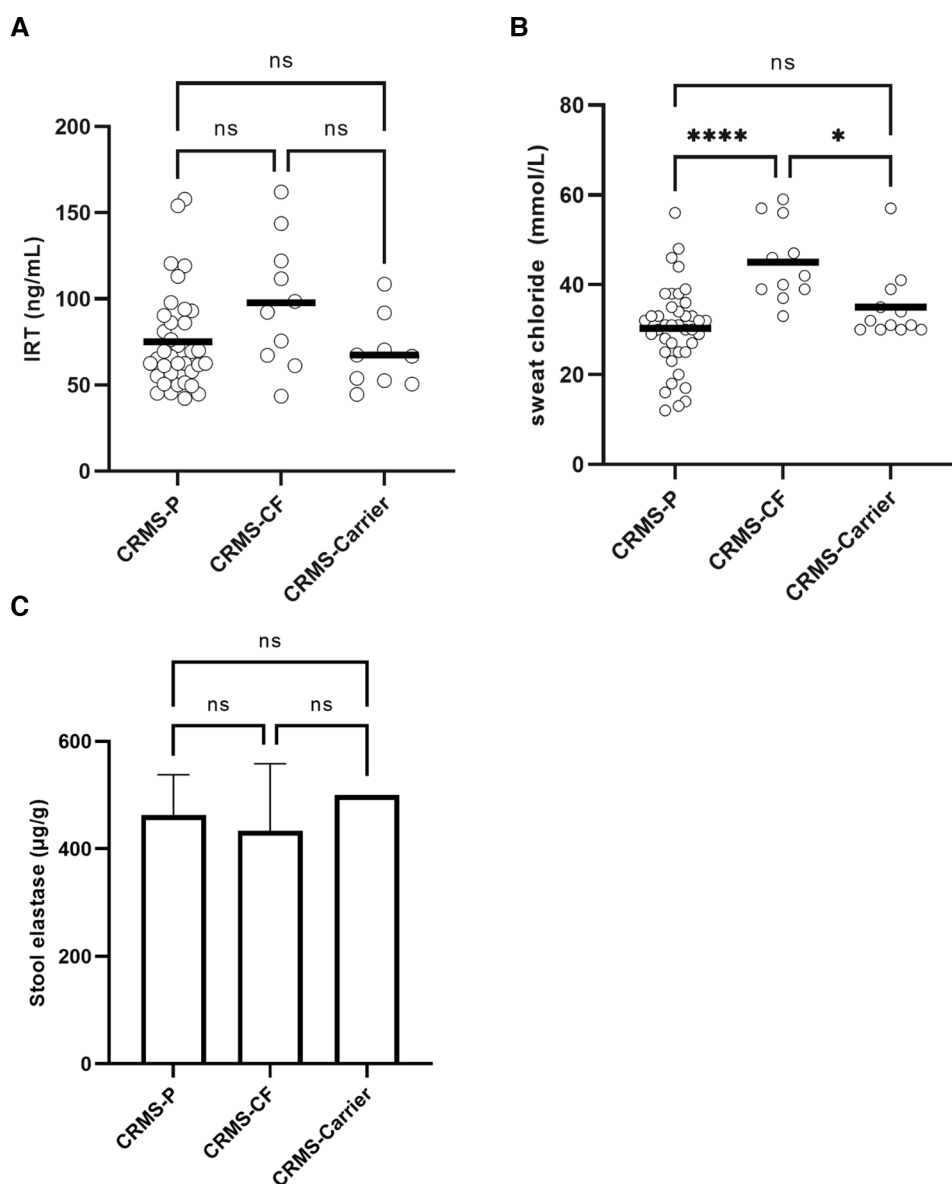 A
ns
ns
ns
200
150
100
50
0
IRT (ng/mL)
CRMS-P
CRMS-CF
CRMS-Carrier
B
ns
****
*
80
60
40
20
0
sweat chloride (mmol/L)
CRMS-P
CRMS-CF
CRMS-Carrier
C
ns
ns
ns
600
400
200
0
Stool elastase (µg/g)
CRMS-P
CRMS-CF
CRMS-Carrier